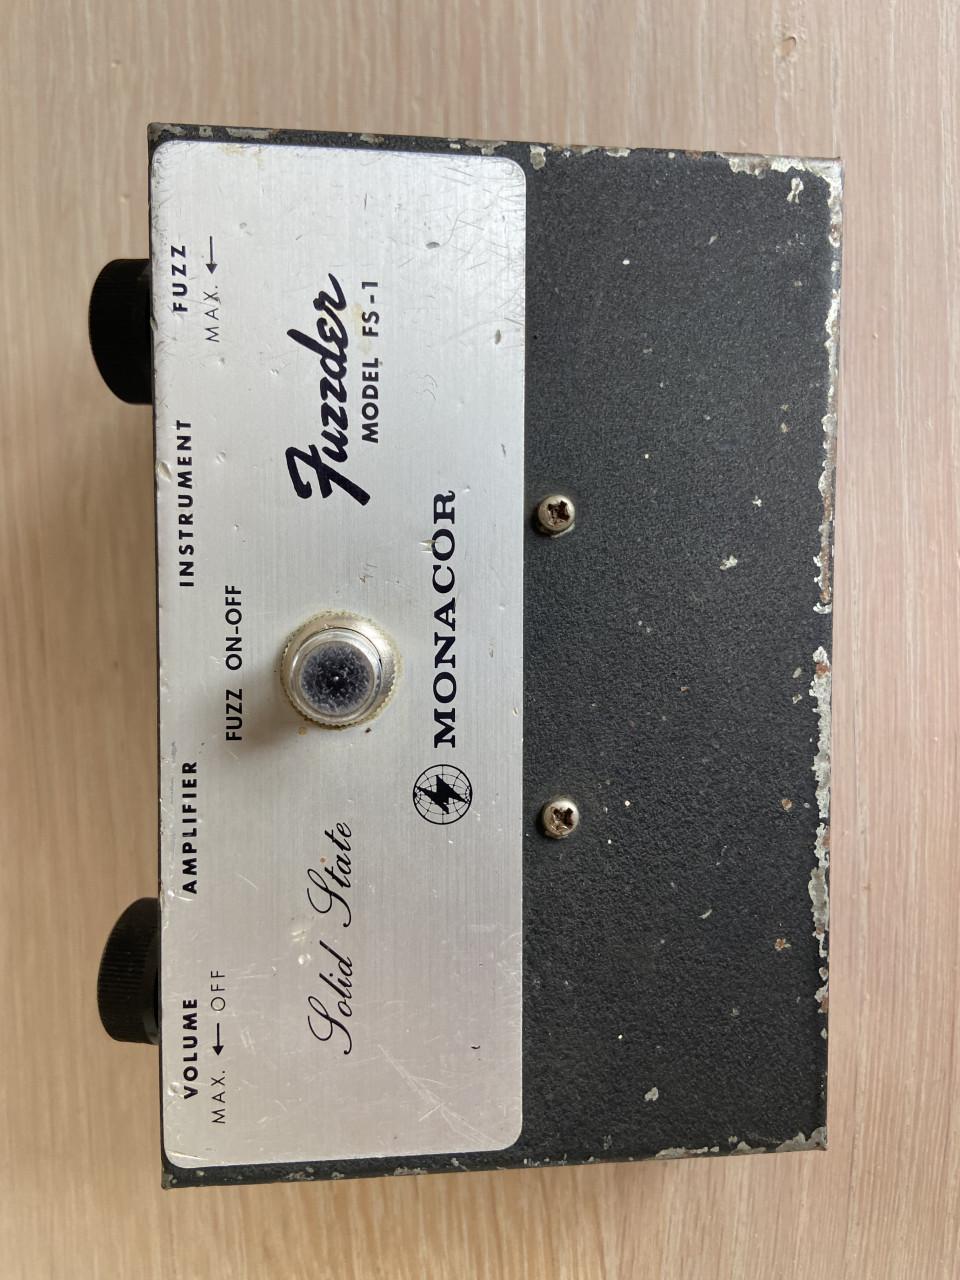 VOLUME AMPLIFIER INSTRUMENT FUZZ
MAX. ← OFF FUZZ ON-OFF MAX. ←
Solid State Fuzzder
MODEL FS-1
MONACOR